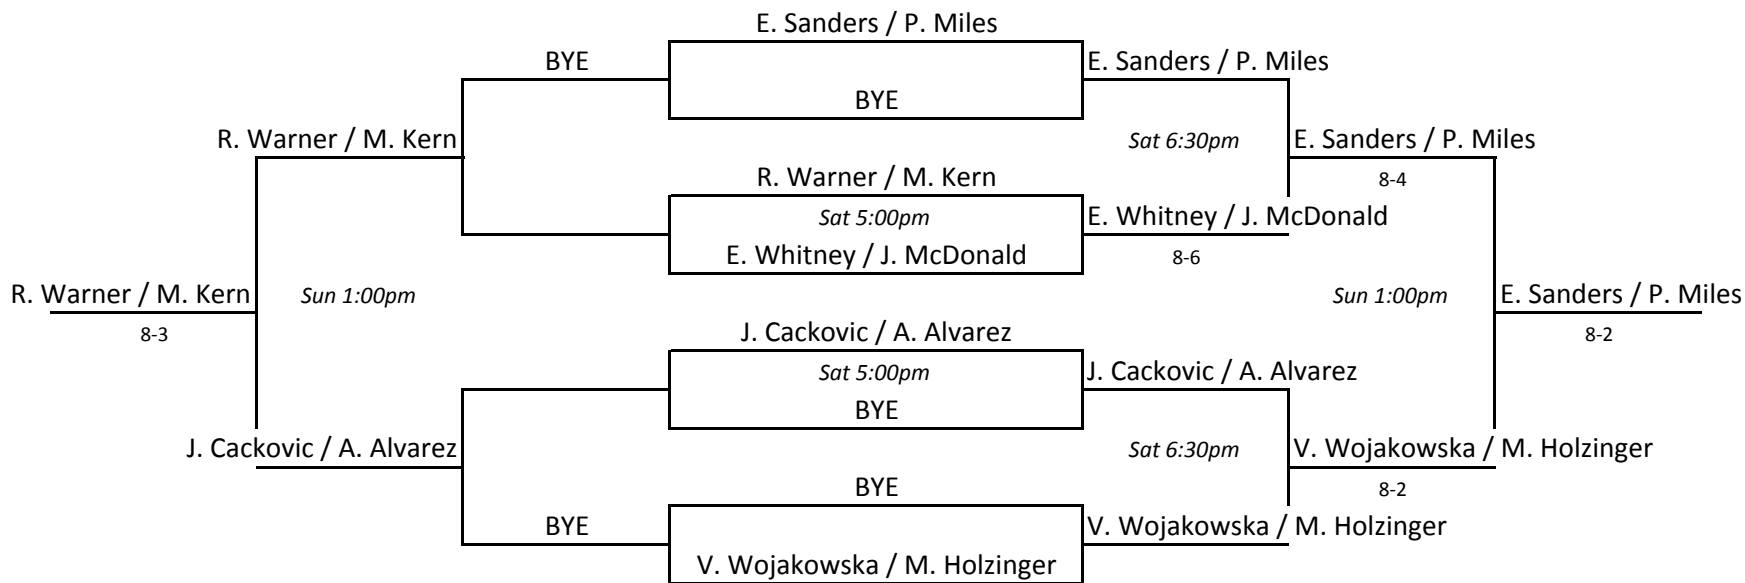 E. Sanders / P. Miles
BYE
E. Sanders / P. Miles
BYE
R. Warner / M. Kern
Sat 6:30pm
E. Sanders / P. Miles
R. Warner / M. Kern
8-4
Sat 5:00pm
E. Whitney / J. McDonald
E. Whitney / J. McDonald
8-6
R. Warner / M. Kern
Sun 1:00pm
Sun 1:00pm
E. Sanders / P. Miles
8-3
J. Cackovic / A. Alvarez
8-2
Sat 5:00pm
J. Cackovic / A. Alvarez
BYE
J. Cackovic / A. Alvarez
Sat 6:30pm
V. Wojakowska / M. Holzinger
BYE
8-2
BYE
V. Wojakowska / M. Holzinger
V. Wojakowska / M. Holzinger